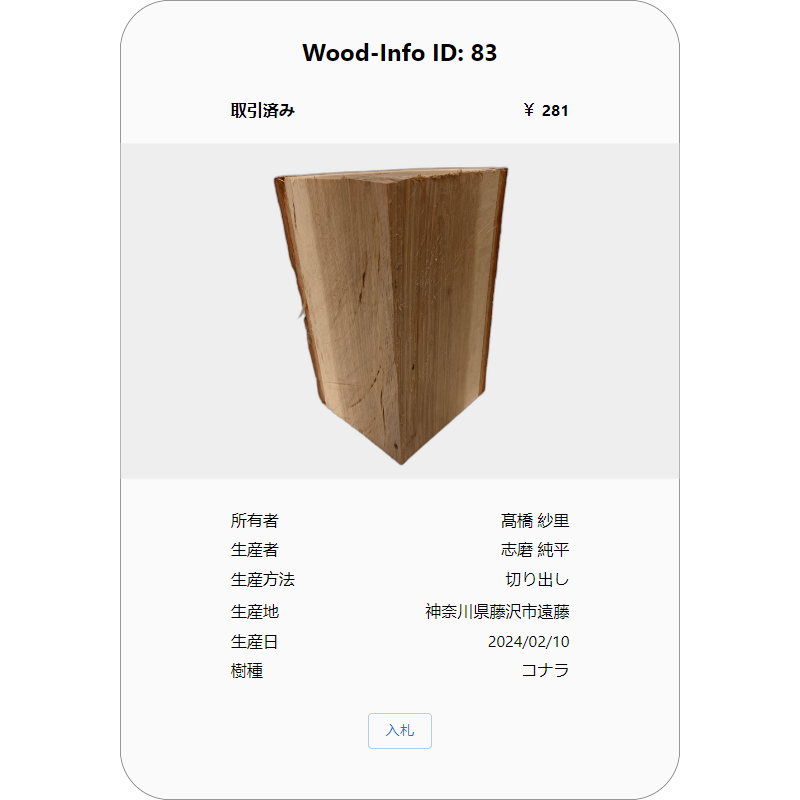 Wood-Info ID: 83
取引済み ￥ 281
所有者 髙橋 紗里
生産者 志磨 純平
生産方法 切り出し
生産地 神奈川県藤沢市遠藤
生産日 2024/02/10
樹種 コナラ
入札